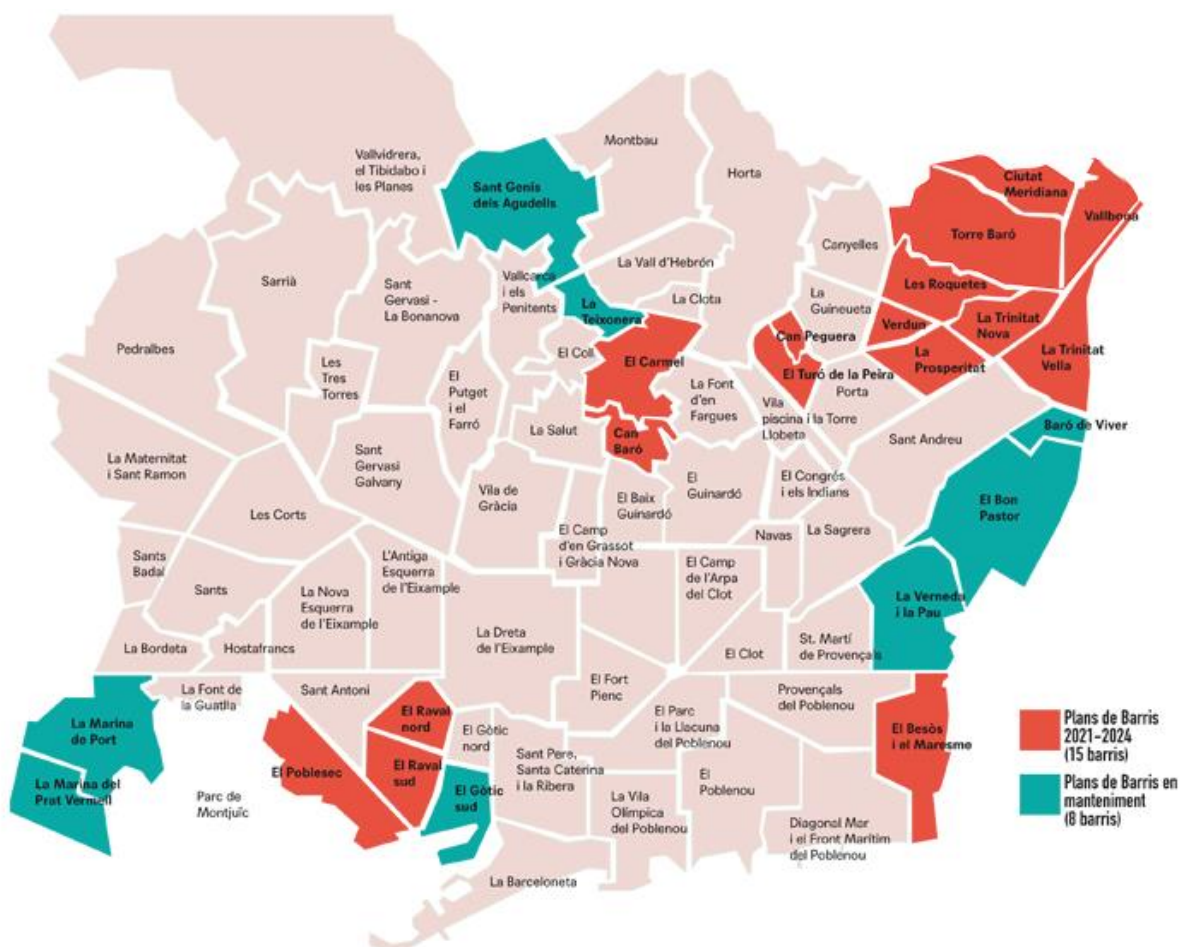 Montbau
Vallvidrera,
el Tibidabo i
les Planes
Horta
Sant Genís
dels Agudells
Ciutat
Meridiana
Vallbona
Torre Baró
Canyelles
La Vall d'Hebrón
Sarrià
Sant
Gervasi -
La Bonanova
Vallcarca
i els
Penitents
La
Teixonera
La Clota
La
Guineueta
Les Roquetes
Verdun
La Trinitat
Nova
Can Peguera
Pedralbes
El Coll
El Carmel
La
Prosperitat
La Trinitat
Vella
Les
Tres
Torres
El
Putget
i el
Farró
La Font
d'en
Fargues
El Turó de la Peira
Porta
Vila
piscina i la Torre
Llobeta
La Salut
Can
Baró
Sant Andreu
Baró de Viver
La Maternitat
i Sant Ramon
Sant
Gervasi
Galvany
Vila de
Gràcia
El Baix
Guinardó
El
Guinardó
El Congrés
i els Indians
El Bon
Pastor
Les Corts
El Camp
d'en Grassot
i Gràcia Nova
Navas
La Sagrera
Sants
Badal
L'Antiga
Esquerra
de l'Eixample
El Camp
de l'Arpa
del Clot
Sants
La Nova
Esquerra
de l'Eixample
La Verneda
i la Pau
La Dreta
de l'Eixample
La Bordeta
Hostafrancs
El Clot
St. Martí
de Provençals
La Font de
la Guatlla
Sant Antoni
El Fort
Pienc
Provençals
del Poblenou
La Marina
de Port
El Raval
nord
El Gòtic
nord
El Parc
i la Llacuna
del Poblenou
El Besòs
i el Maresme
Plans de Barris
2021-2024
(15 barris)
El Poblesec
El Raval
sud
Sant Pere,
Santa Caterina
i la Ribera
La Marina del
Prat Vermell
El Gòtic
sud
El
Poblenou
Plans de Barris en
manteniment
(8 barris)
Parc de
Montjuïc
La Vila
Olímpica
del Poblenou
Diagonal Mar
i el Front Marítim
del Poblenou
La Barceloneta